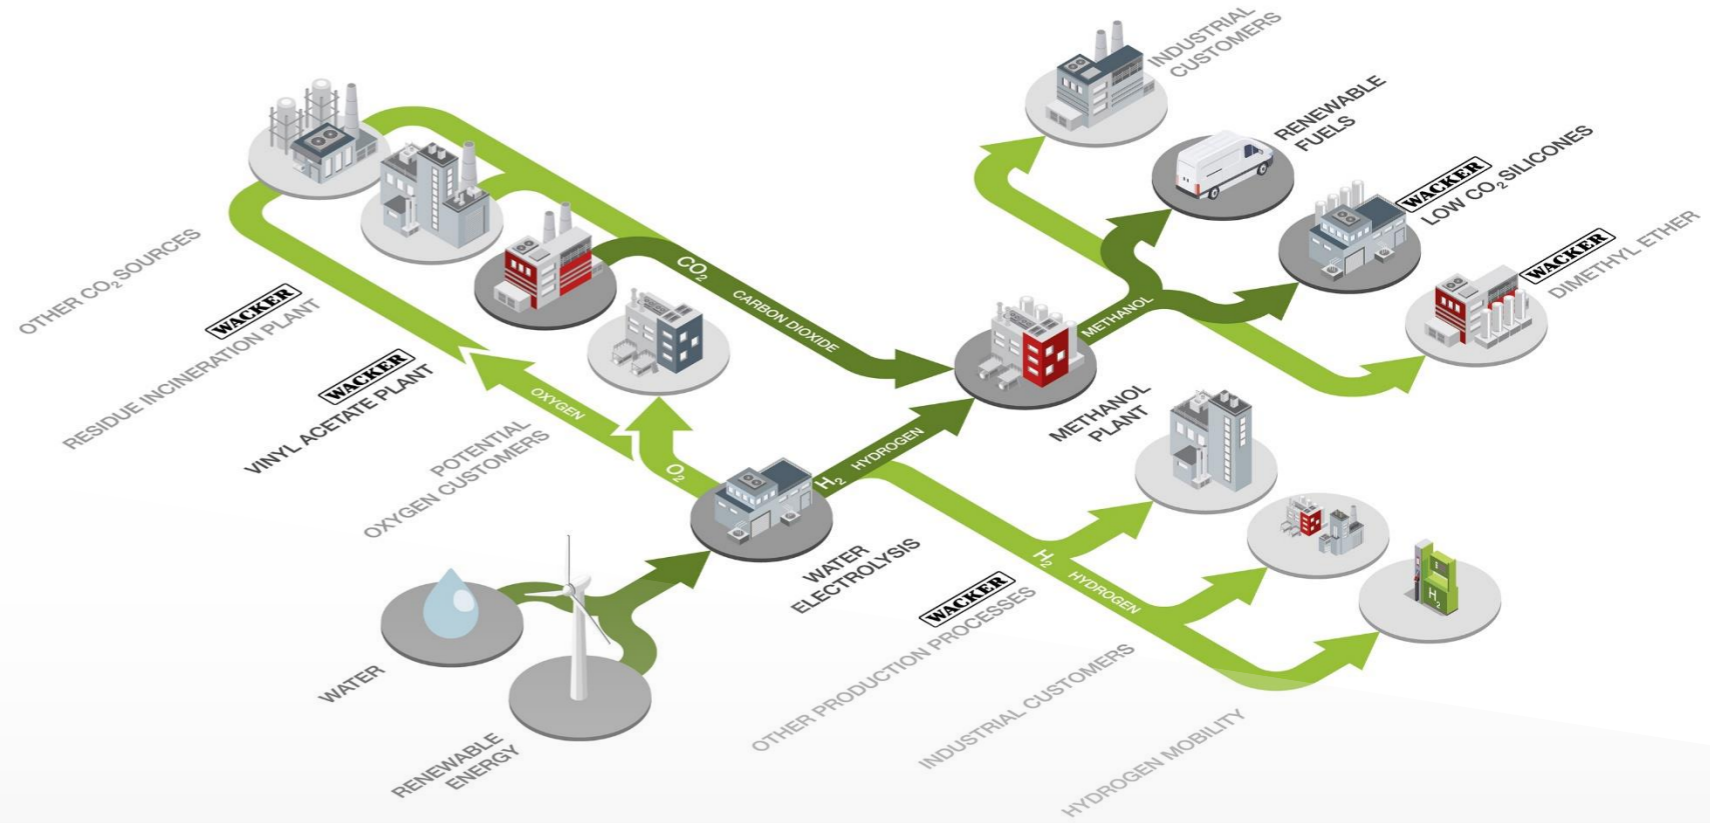 INDUSTRIAL
CUSTOMERS
RENEWABLE
FUELS
WACKER
LOW CO₂ SILICONES
WACKER
DIMETHYL ETHER
OTHER CO₂ SOURCES
WACKER
RESIDUE INCINERATION PLANT
WACKER
VINYL ACETATE PLANT
CO₂ CARBON DIOXIDE
METHANOL
METHANOL
PLANT
OXYGEN
O₂
POTENTIAL
OXYGEN CUSTOMERS
H₂ HYDROGEN
WATER
ELECTROLYSIS
H₂ HYDROGEN
WACKER
OTHER PRODUCTION PROCESSES
INDUSTRIAL CUSTOMERS
HYDROGEN MOBILITY
H₂
WATER
RENEWABLE
ENERGY